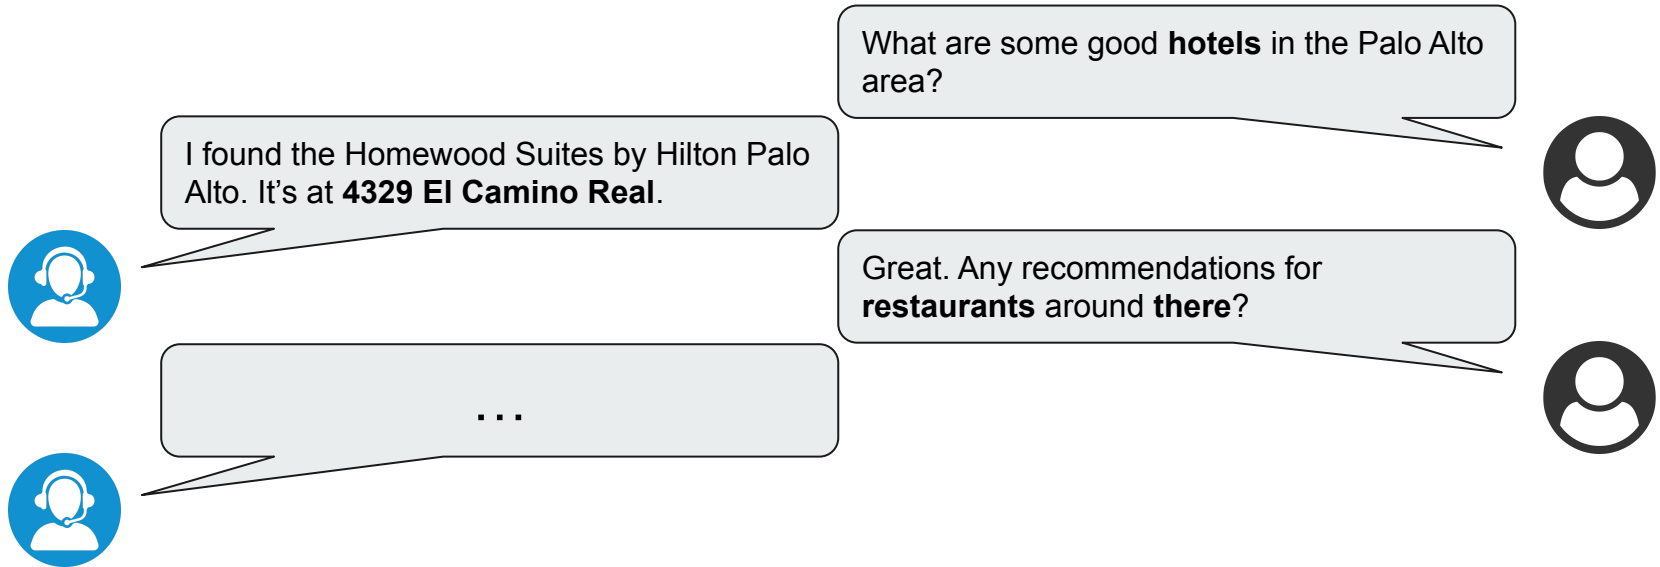 What are some good hotels in the Palo Alto
area?
I found the Homewood Suites by Hilton Palo
Alto. It’s at 4329 El Camino Real.
Great. Any recommendations for
restaurants around there?
...